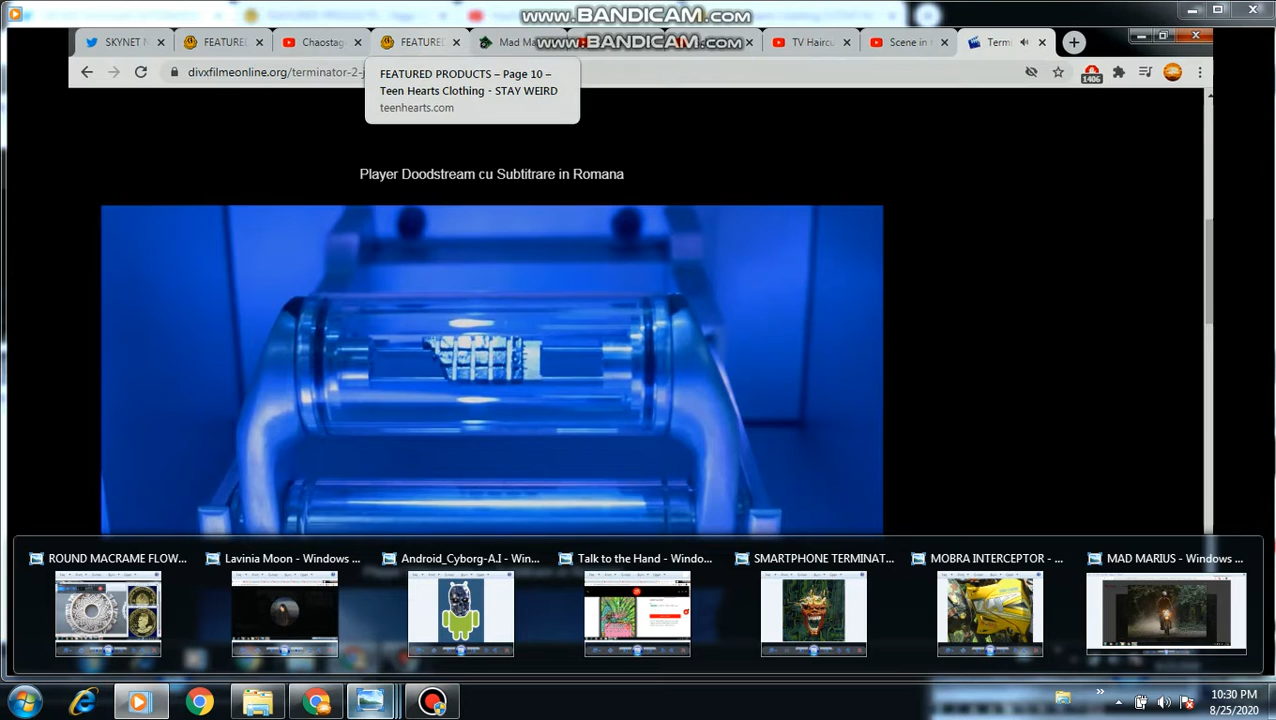 www.BANDICAM.com
www.BANDICAM.com
SKYNET
FEATURED
Chaostag
FEATURED
Mad Ma
TV Haircu
Scene in
Term
divxfilmeonline.org/terminator-2-j
1406
FEATURED PRODUCTS – Page 10 –
Teen Hearts Clothing - STAY WEIRD
teenhearts.com
Player Doodstream cu Subtitrare in Romana
ROUND MACRAME FLOW...
Lavinia Moon - Windows ...
Android_Cyborg-A.I - Win...
Talk to the Hand - Windo...
SMARTPHONE TERMINAT...
MOBRA INTERCEPTOR - ...
MAD MARIUS - Windows ...
10:30 PM
8/25/2020